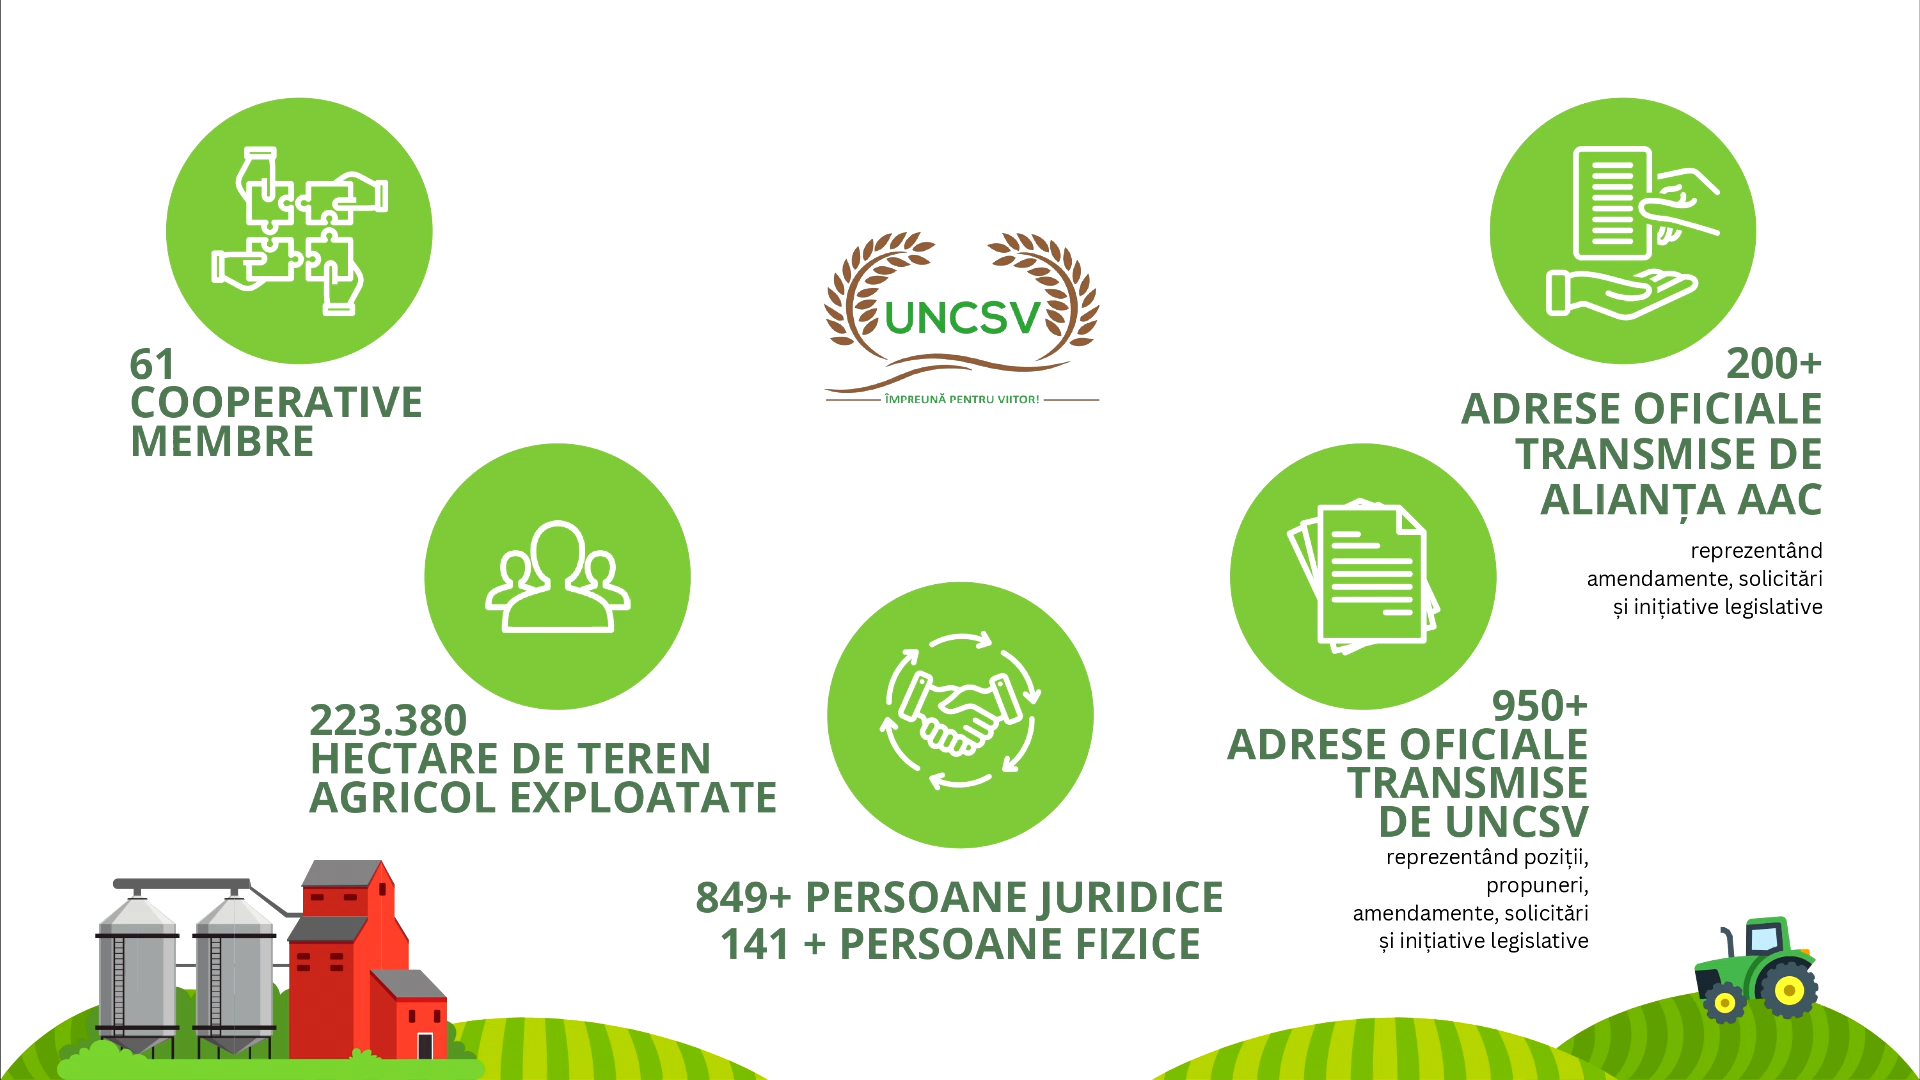 61
COOPERATIVE
MEMBRE
UNCSV
ÎMPREUNĂ PENTRU VIITOR!
200+
ADRESE OFICIALE
TRANSMISE DE
ALIANȚA AAC
reprezentând
amendamente, solicitări
și inițiative legislative
223.380
HECTARE DE TEREN
AGRICOL EXPLOATATE
849+ PERSOANE JURIDICE
141 + PERSOANE FIZICE
950+
ADRESE OFICIALE
TRANSMISE
DE UNCSV
reprezentând poziții,
propuneri,
amendamente, solicitări
și inițiative legislative